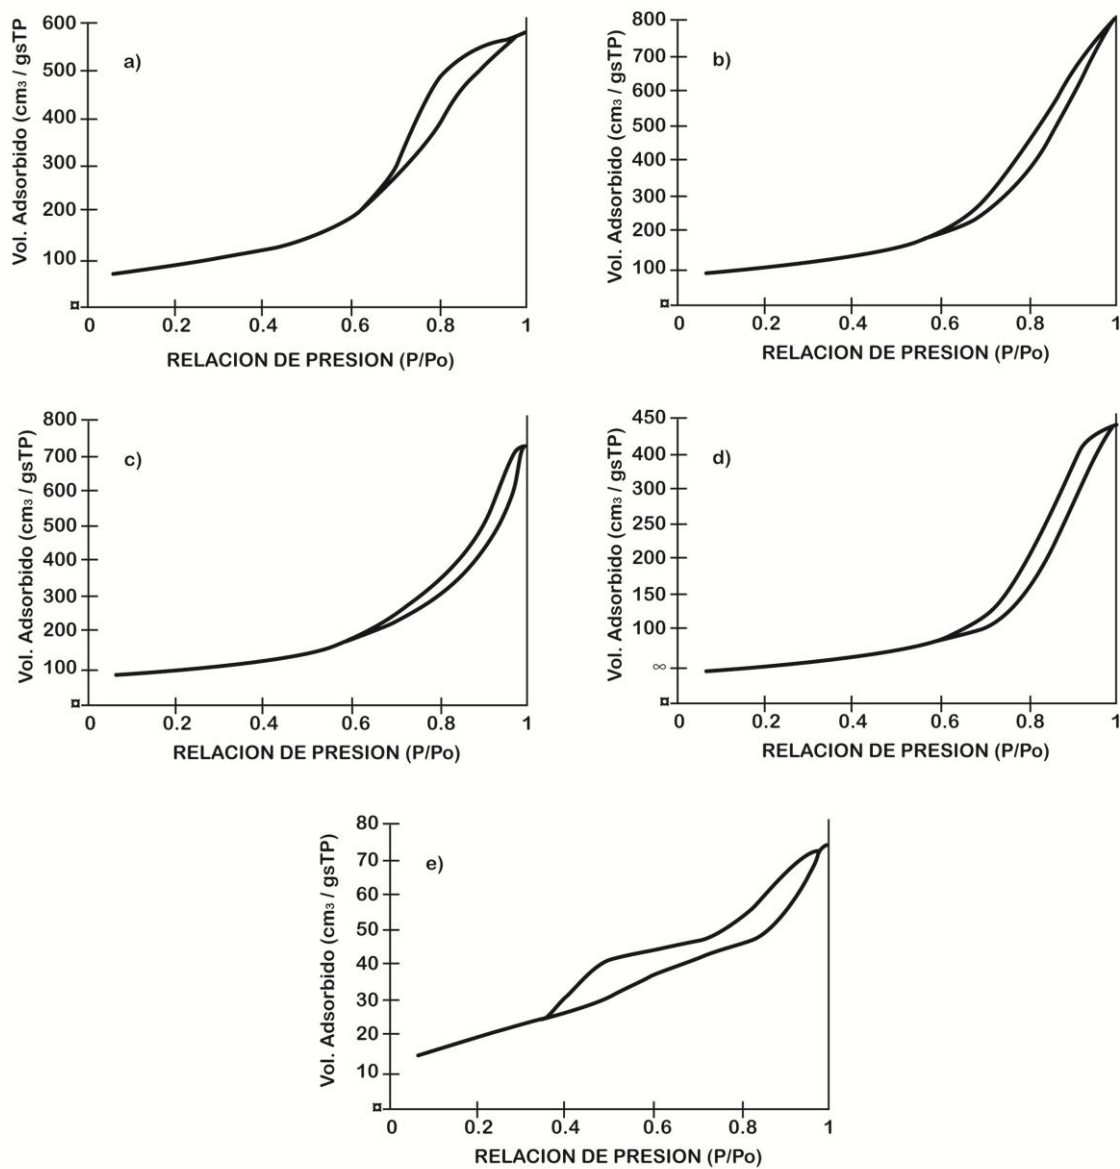 Vol. Adsorbido (cm₃ / gsTP
a)
600
500
400
300
200
100
¤
0 0.2 0.4 0.6 0.8 1
RELACION DE PRESION (P/Po)
Vol. Adsorbido (cm₃ / gsTP)
b)
800
600
700
500
400
300
200
100
¤
0 0.2 0.4 0.6 0.8 1
RELACION DE PRESION (P/Po)
Vol. Adsorbido (cm₃ / gsTP)
c)
800
700
600
500
400
300
200
100
¤
0 0.2 0.4 0.6 0.8 1
RELACION DE PRESION (P/Po)
Vol. Adsorbido (cm₃ / gsTP)
d)
450
400
300
250
200
150
100
∞
¤
0 0.2 0.4 0.6 0.8 1
RELACION DE PRESION (P/Po)
Vol. Adsorbido (cm₃ / gsTP)
e)
80
70
60
50
40
30
20
10
¤
0 0.2 0.4 0.6 0.8 1
RELACION DE PRESION (P/Po)